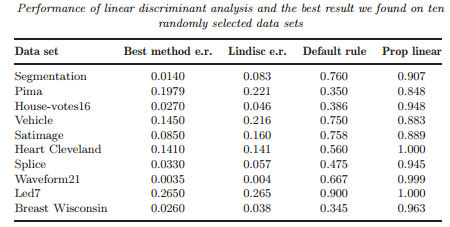 Performance of linear discriminant analysis and the best result we found on ten
randomly selected data sets
Data set Best method e.r. Lindisc e.r. Default rule Prop linear
Segmentation 0.0140 0.083 0.760 0.907
Pima 0.1979 0.221 0.350 0.848
House-votes16 0.0270 0.046 0.386 0.948
Vehicle 0.1450 0.216 0.750 0.883
Satimage 0.0850 0.160 0.758 0.889
Heart Cleveland 0.1410 0.141 0.560 1.000
Splice 0.0330 0.057 0.475 0.945
Waveform21 0.0035 0.004 0.667 0.999
Led7 0.2650 0.265 0.900 1.000
Breast Wisconsin 0.0260 0.038 0.345 0.963